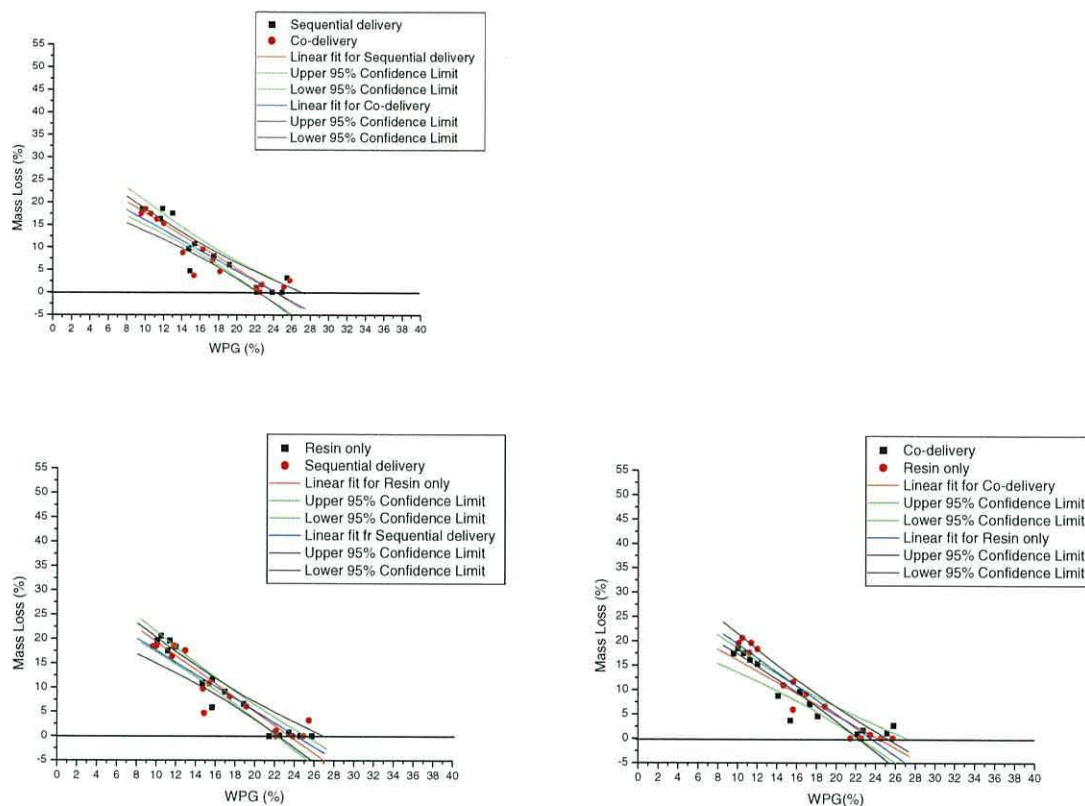 Sequential delivery
Co-delivery
Linear fit for Sequential delivery
Upper 95% Confidence Limit
Lower 95% Confidence Limit
Linear fit for Co-delivery
Upper 95% Confidence Limit
Lower 95% Confidence Limit
Mass Loss (%)
55
50
45
40
35
30
25
20
15
10
5
0
-5
0 2 4 6 8 10 12 14 16 18 20 22 24 26 28 30 32 34 36 38 40
WPG (%)
Resin only
Sequential delivery
Linear fit for Resin only
Upper 95% Confidence Limit
Lower 95% Confidence Limit
Linear fit fr Sequential delivery
Upper 95% Confidence Limit
Lower 95% Confidence Limit
Mass Loss (%)
55
50
45
40
35
30
25
20
15
10
5
0
-5
0 2 4 6 8 10 12 14 16 18 20 22 24 26 28 30 32 34 36 38 40
WPG (%)
Co-delivery
Resin only
Linear fit for Co-delivery
Upper 95% Confidence Limit
Lower 95% Confidence Limit
Linear fit for Resin only
Upper 95% Confidence Limit
Lower 95% Confidence Limit
Mass Loss (%)
55
50
45
40
35
30
25
20
15
10
5
0
-5
0 2 4 6 8 10 12 14 16 18 20 22 24 26 28 30 32 34 36 38 40
WPG(%)